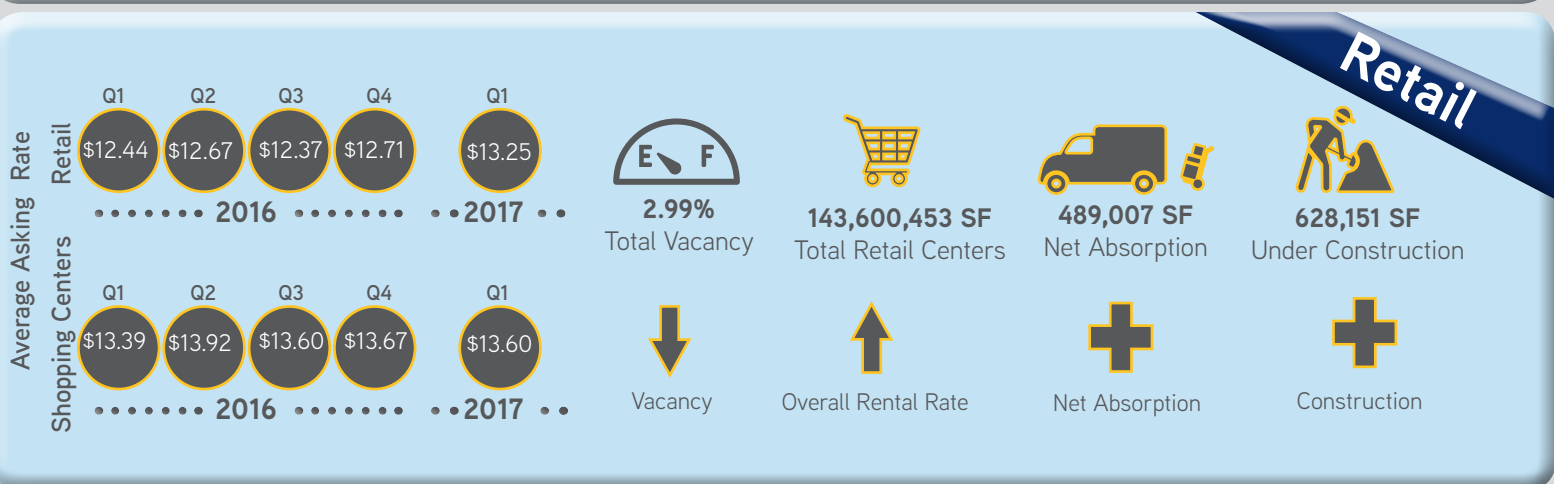 Retail
Average Asking Rate
Retail
Q1 Q2 Q3 Q4 Q1
$12.44 $12.67 $12.37 $12.71 $13.25
2016 2017
Shopping Centers
Q1 Q2 Q3 Q4 Q1
$13.39 $13.92 $13.60 $13.67 $13.60
2016 2017
E F
2.99%
Total Vacancy
143,600,453 SF
Total Retail Centers
489,007 SF
Net Absorption
628,151 SF
Under Construction
Vacancy
Overall Rental Rate
Net Absorption
Construction